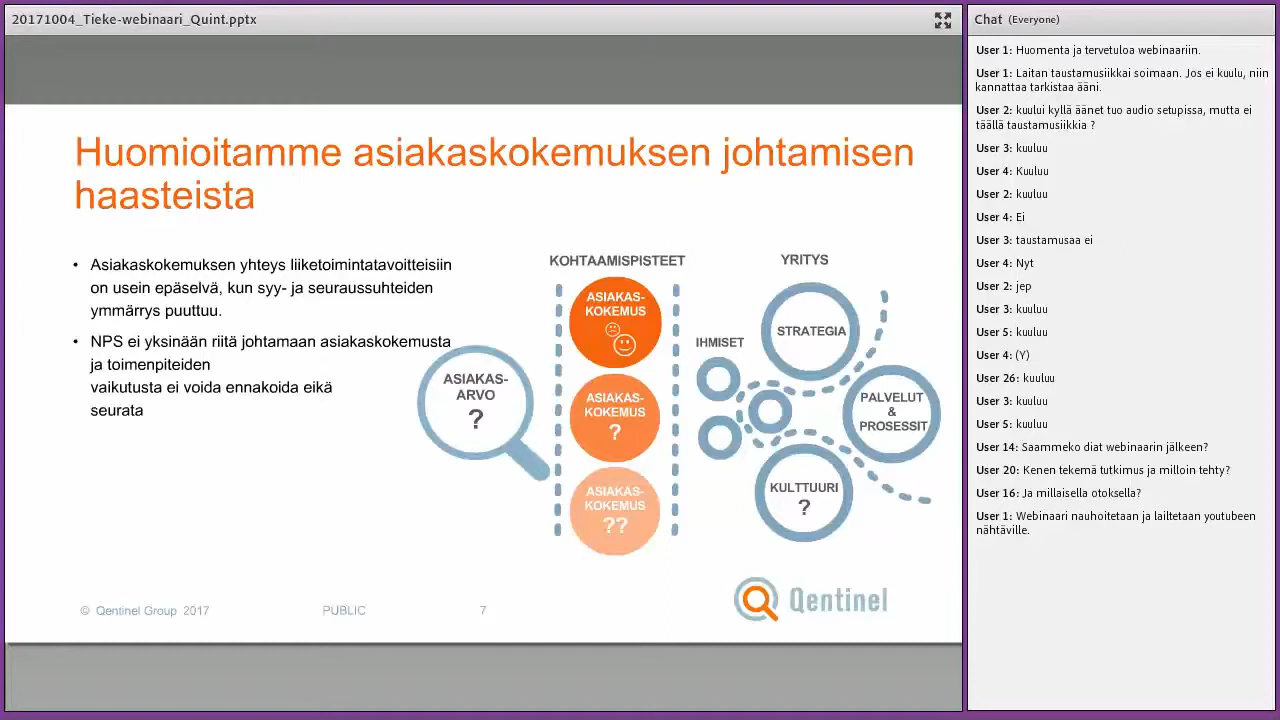 20171004_Tieke-webinaari_Quint.pptx
Huomioitamme asiakaskokemuksen johtamisen
haasteista
• Asiakaskokemuksen yhteys liiketoimintatavoitteisiin
on usein epäselvä, kun syy- ja seuraussuhteiden
ymmärrys puuttuu.
• NPS ei yksinään riitä johtamaan asiakaskokemusta
ja toimenpiteiden
vaikutusta ei voida ennakoida eikä
seurata
ASIAKAS-
ARVO
?
KOHTAAMISPISTEET
ASIAKAS-
KOKEMUS
ASIAKAS-
KOKEMUS
?
ASIAKAS-
KOKEMUS
??
IHMISET
YRITYS
STRATEGIA
PALVELUT
&
PROSESSIT
KULTTUURI
?
© Qentinel Group 2017
PUBLIC
7
Qentinel
Chat (Everyone)
User 1: Huomenta ja tervetuloa webinaariin.
User 1: Laitan taustamusiikkai soimaan. Jos ei kuulu, niin
kannattaa tarkistaa ääni.
User 2: kuului kyllä äänet tuo audio setupissa, mutta ei
täällä taustamusiikkia ?
User 3: kuuluu
User 4: Kuuluu
User 2: kuuluu
User 4: Ei
User 3: taustamusaa ei
User 4: Nyt
User 2: jep
User 3: kuuluu
User 5: kuuluu
User 4: (Y)
User 26: kuuluu
User 3: kuuluu
User 5: kuuluu
User 14: Saammeko diat webinaarin jälkeen?
User 20: Kenen tekemä tutkimus ja milloin tehty?
User 16: Ja millaisella otoksella?
User 1: Webinaari nauhoitetaan ja lailtetaan youtubeen
nähtäville.